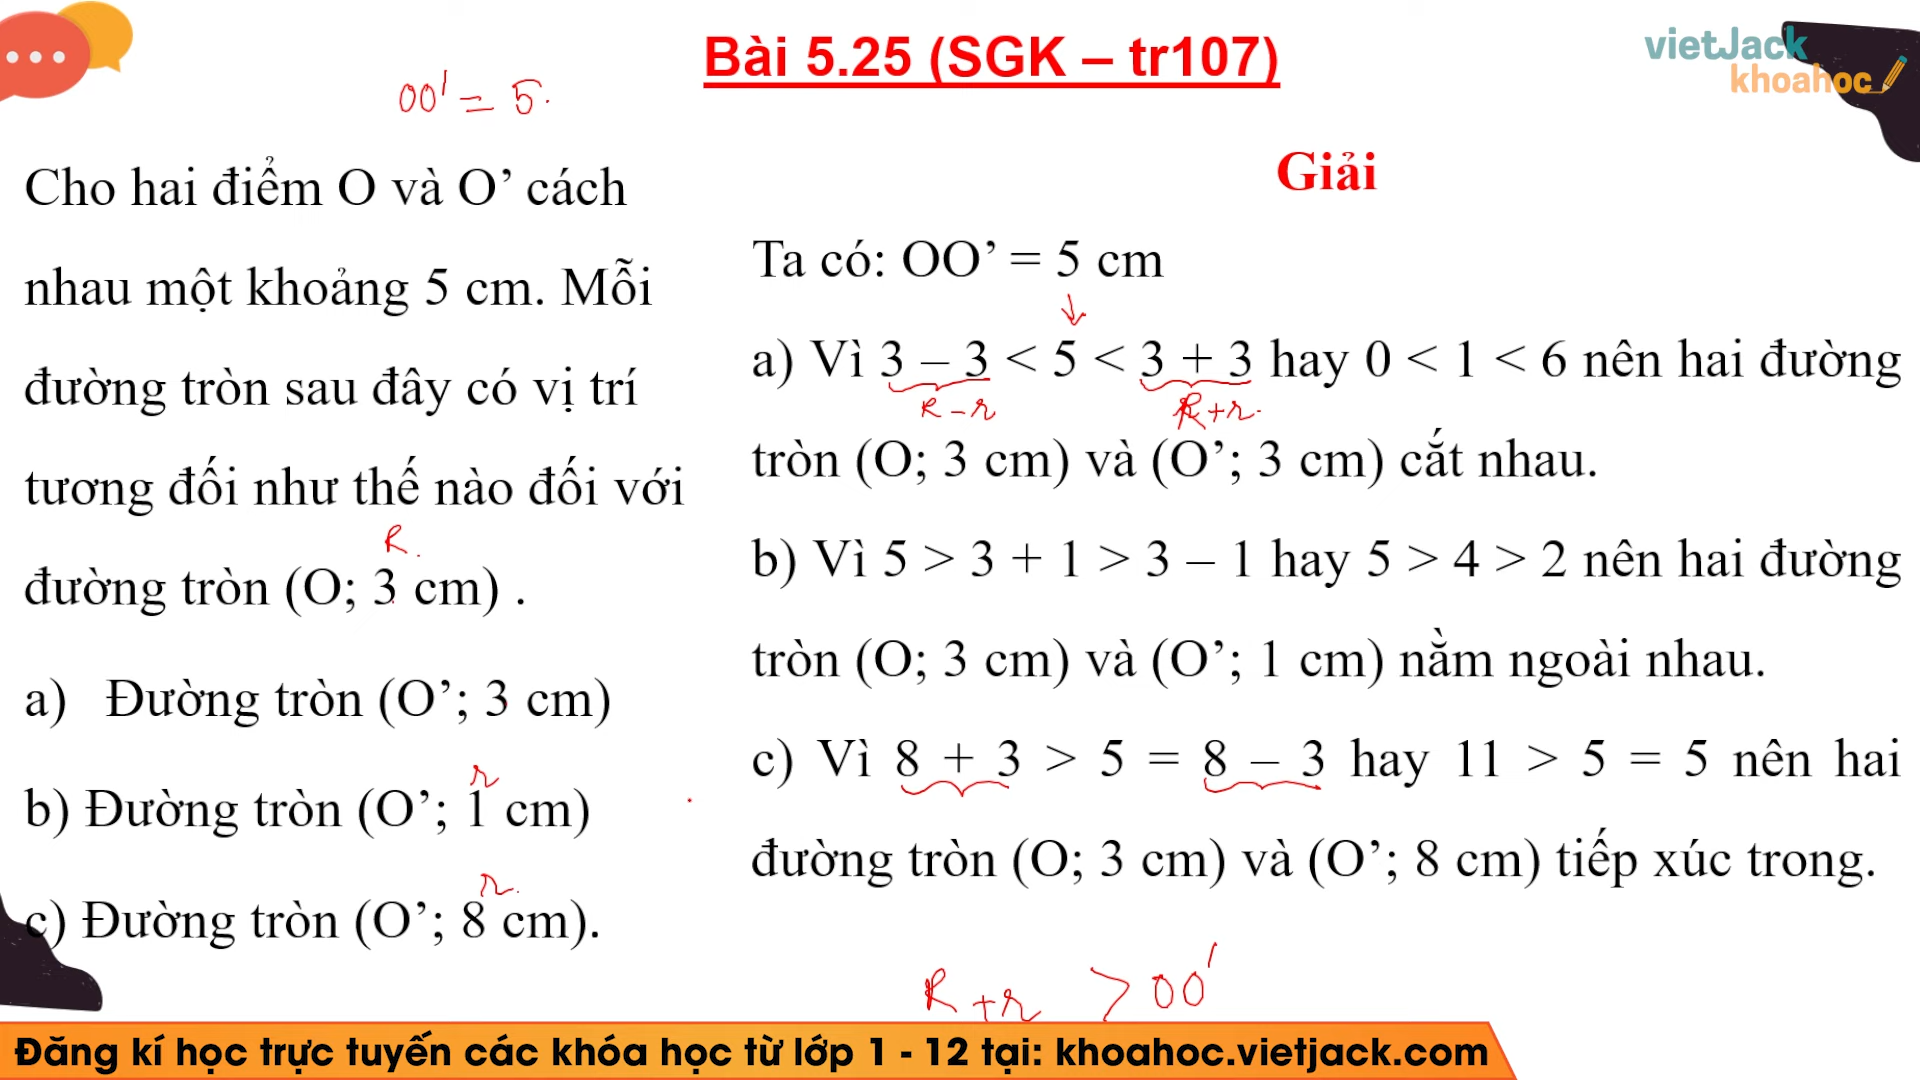 Bài 5.25 (SGK – tr107)
vietJack
khoahoc
OO' = 5.
Cho hai điểm O và O’ cách
nhau một khoảng 5 cm. Mỗi
đường tròn sau đây có vị trí
tương đối như thế nào đối với
R.
đường tròn (O; 3 cm) .
a) Đường tròn (O’; 3 cm)
r
b) Đường tròn (O’; 1 cm)
r.
c) Đường tròn (O’; 8 cm).
Giải
Ta có: OO’ = 5 cm
a) Vì 3 – 3 < 5 < 3 + 3 hay 0 < 1 < 6 nên hai đường
R - r R + r.
tròn (O; 3 cm) và (O’; 3 cm) cắt nhau.
b) Vì 5 > 3 + 1 > 3 – 1 hay 5 > 4 > 2 nên hai đường
tròn (O; 3 cm) và (O’; 1 cm) nằm ngoài nhau.
c) Vì 8 + 3 > 5 = 8 – 3 hay 11 > 5 = 5 nên hai
đường tròn (O; 3 cm) và (O’; 8 cm) tiếp xúc trong.
R + r > OO'
Đăng kí học trực tuyến các khóa học từ lớp 1 - 12 tại: khoahoc.vietjack.com